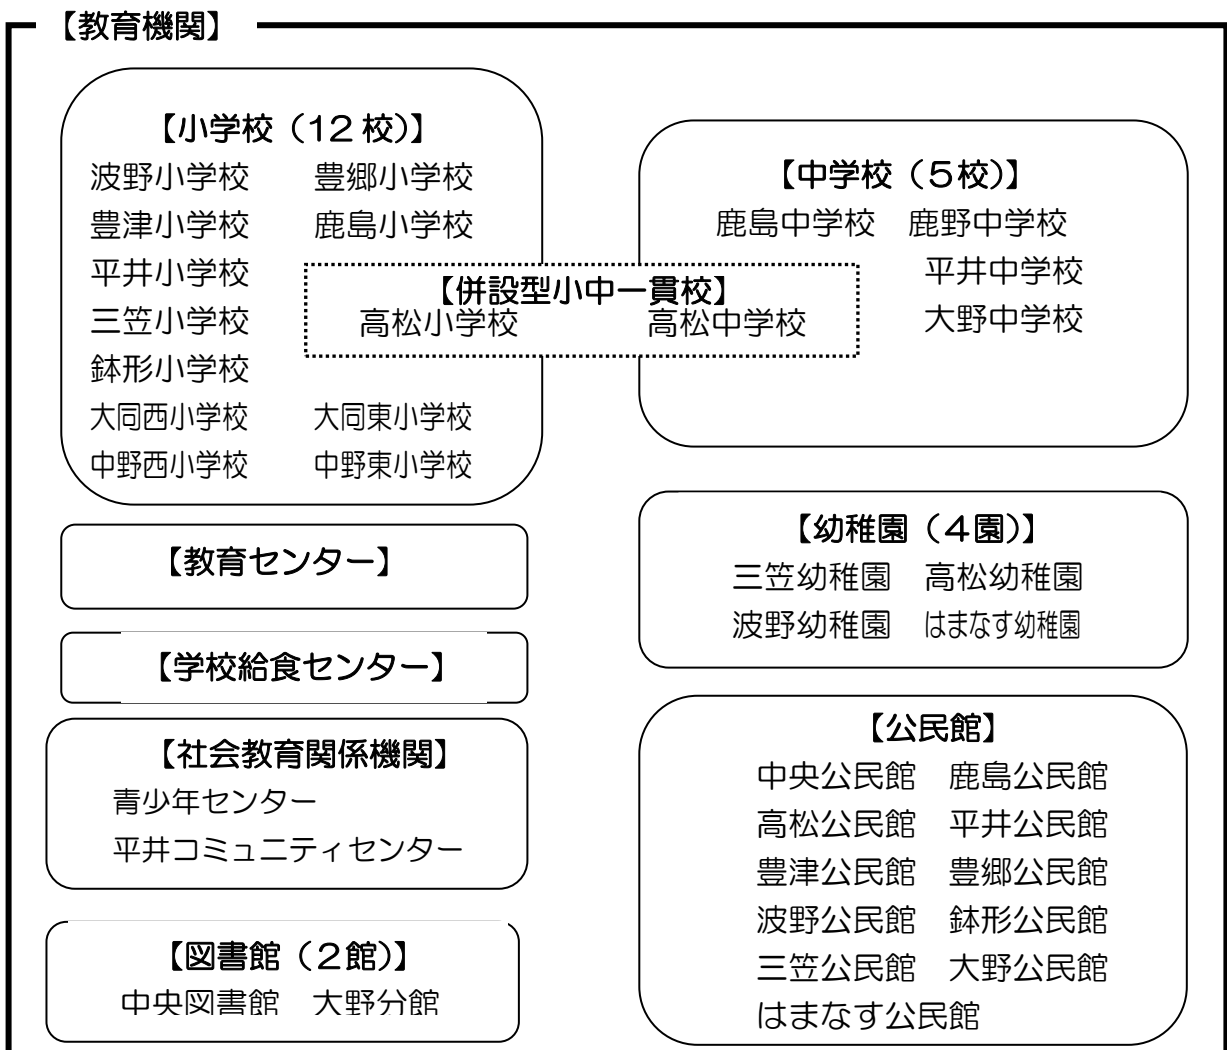 【教育機関】
【小学校（12校）】
波野小学校　豊郷小学校
豊津小学校　鹿島小学校
平井小学校
三笠小学校
鉢形小学校
大同西小学校　大同東小学校
中野西小学校　中野東小学校
【併設型小中一貫校】
高松小学校　高松中学校
【中学校（５校）】
鹿島中学校　鹿野中学校
平井中学校
大野中学校
【教育センター】
【学校給食センター】
【社会教育関係機関】
青少年センター
平井コミュニティセンター
【図書館（２館）】
中央図書館　大野分館
【幼稚園（４園）】
三笠幼稚園　高松幼稚園
波野幼稚園　はまなす幼稚園
【公民館】
中央公民館　鹿島公民館
高松公民館　平井公民館
豊津公民館　豊郷公民館
波野公民館　鉢形公民館
三笠公民館　大野公民館
はまなす公民館